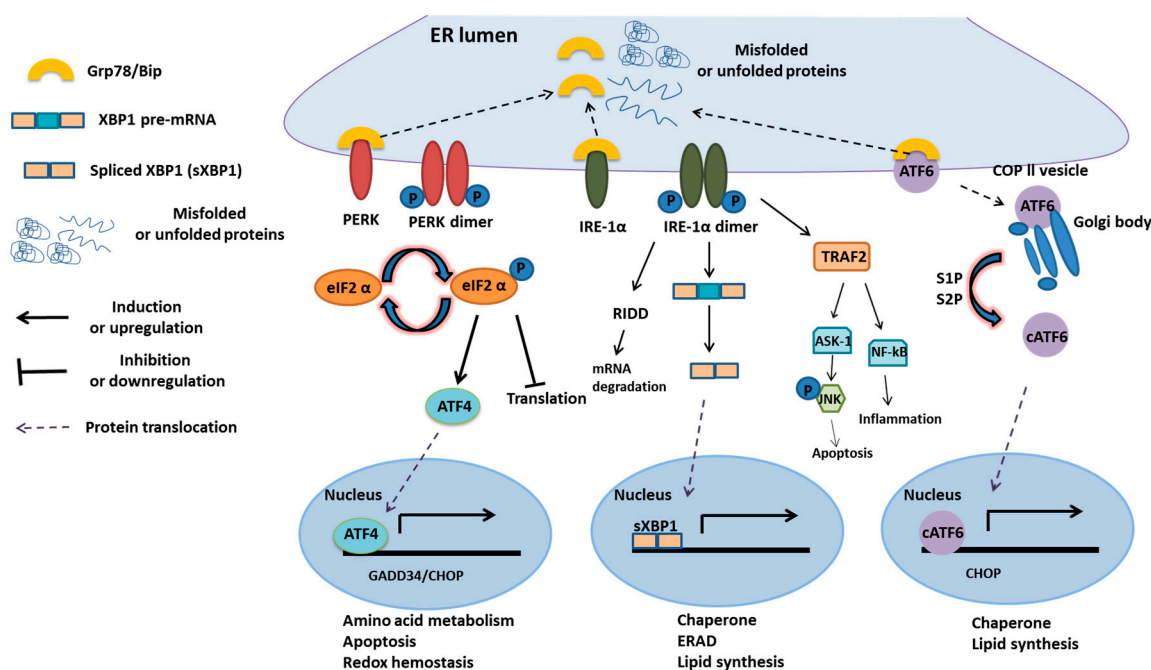 ER lumen
Misfolded
or unfolded proteins
Grp78/Bip
XBP1 pre-mRNA
Spliced XBP1 (sXBP1)
Misfolded
or unfolded proteins
Induction
or upregulation
Inhibition
or downregulation
Protein translocation
PERK
P
P
PERK dimer
IRE-1α
P
P
IRE-1α dimer
ATF6
COP II vesicle
ATF6
Golgi body
eIF2 α
eIF2 α
P
ATF4
Translation
RIDD
mRNA
degradation
TRAF2
ASK-1
NF-kB
P
JNK
Apoptosis
Inflammation
S1P
S2P
cATF6
Nucleus
ATF4
GADD34/CHOP
Amino acid metabolism
Apoptosis
Redox hemostasis
Nucleus
sXBP1
Chaperone
ERAD
Lipid synthesis
Nucleus
cATF6
CHOP
Chaperone
Lipid synthesis